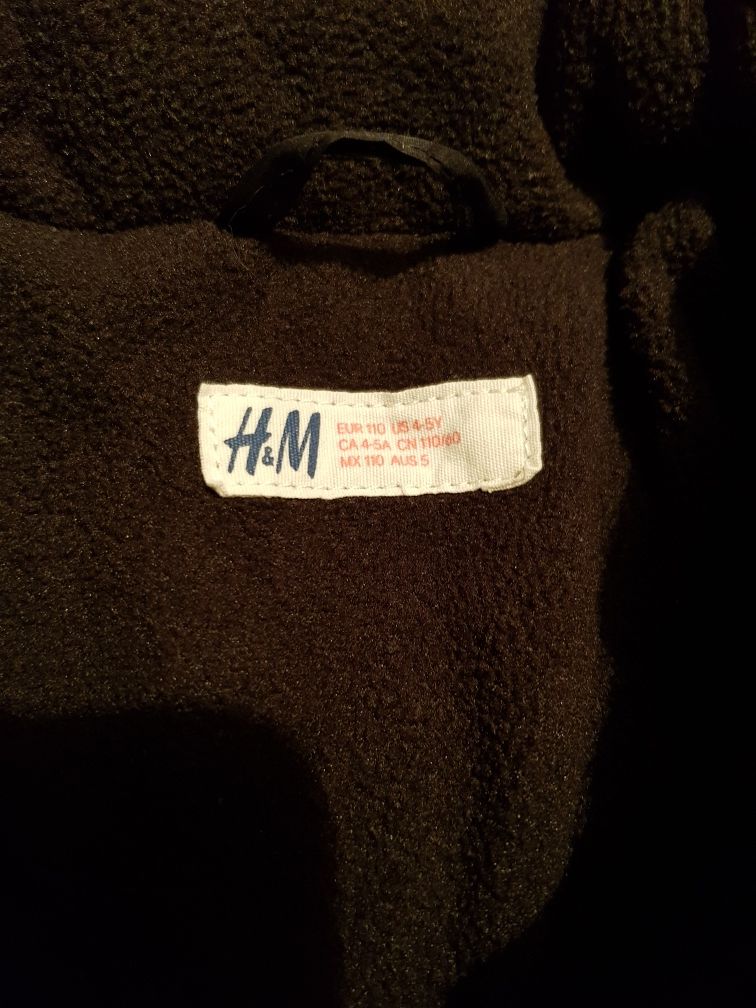 H&M
EUR 110 US 4-5Y
CA 4-5A CN 110/60
MX 110 AUS 5